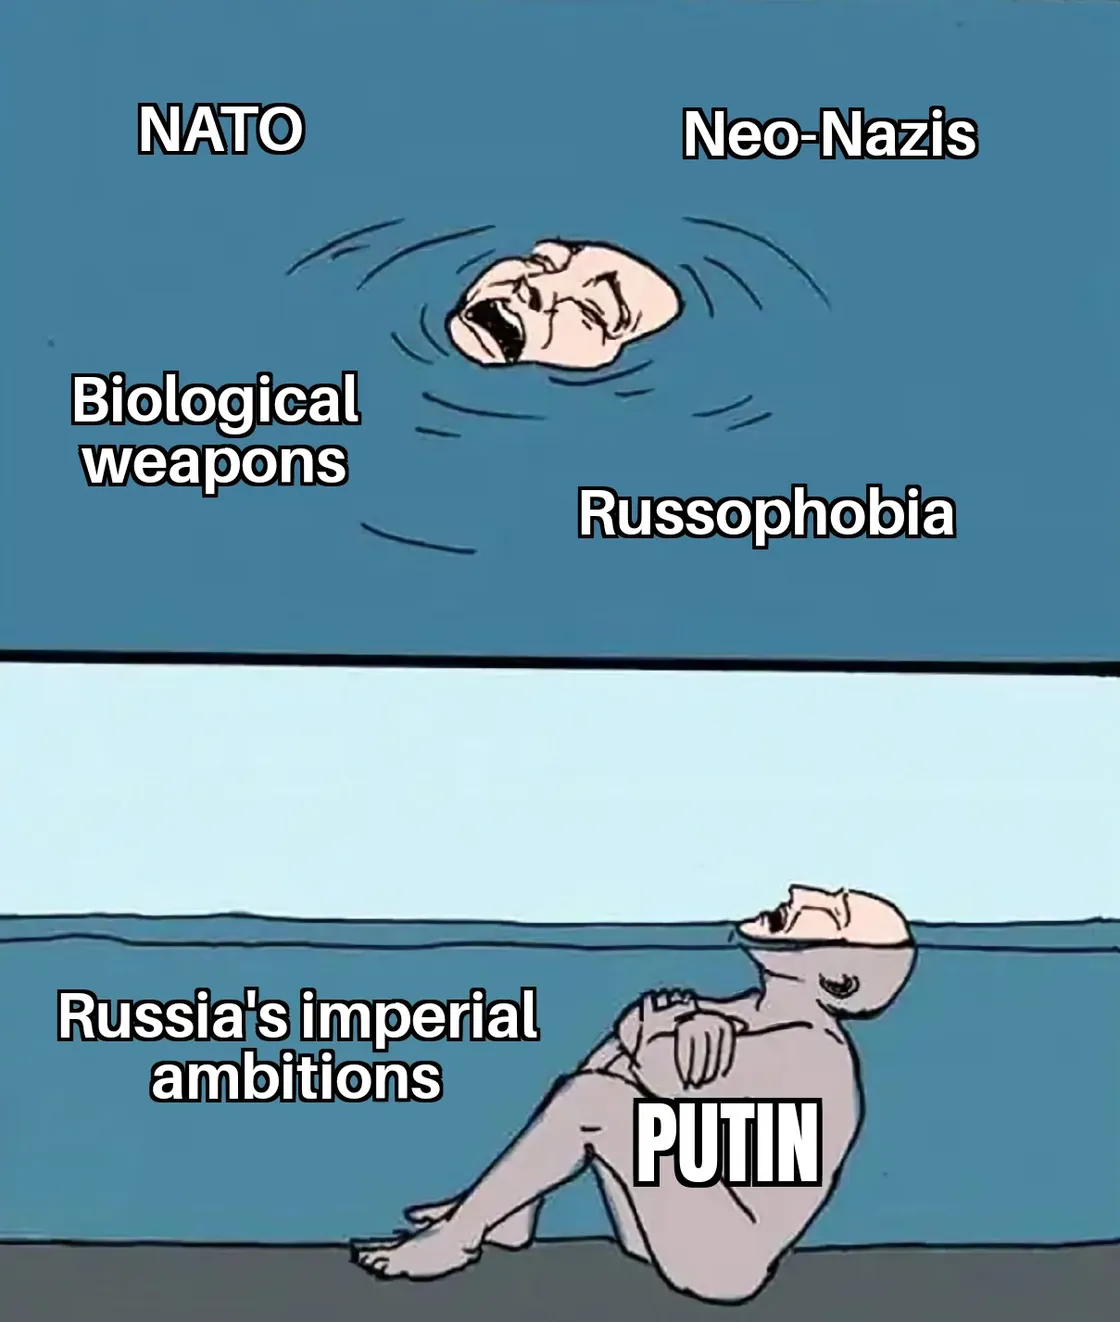 NATO
Neo-Nazis
Biological
weapons
Russophobia
Russia's imperial
ambitions
PUTIN